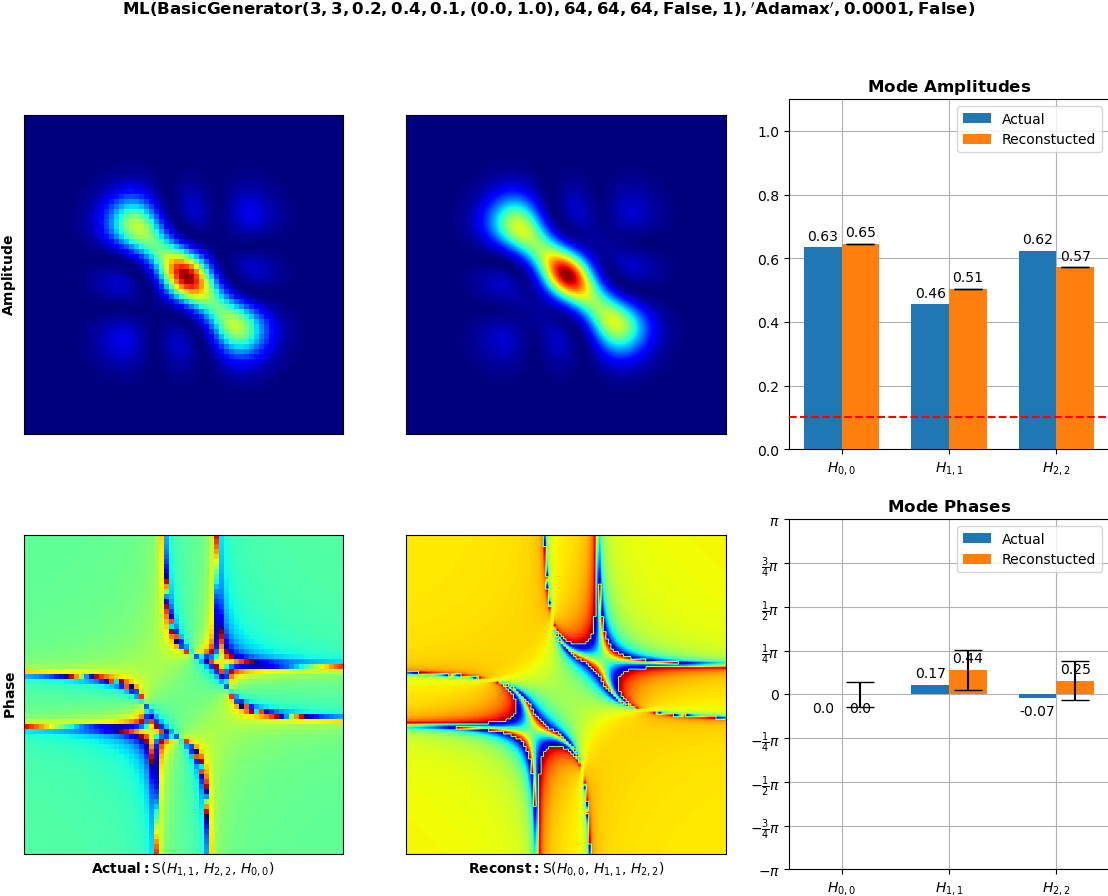 ML(BasicGenerator(3, 3, 0.2, 0.4, 0.1, (0.0, 1.0), 64, 64, 64, False, 1), 'Adamax', 0.0001, False)
Amplitude
Mode Amplitudes
Actual
Reconstucted
1.0
0.8
0.6
0.4
0.2
0.0
0.63
0.65
0.46
0.51
0.62
0.57
H0,0
H1,1
H2,2
Phase
Actual: S(H1,1, H2,2, H0,0)
Reconst: S(H0,0, H1,1, H2,2)
Mode Phases
Actual
Reconstucted
π
3/4π
1/2π
1/4π
0
−1/4π
−1/2π
−3/4π
−π
0.0
0.0
0.17
0.44
-0.07
0.25
H0,0
H1,1
H2,2